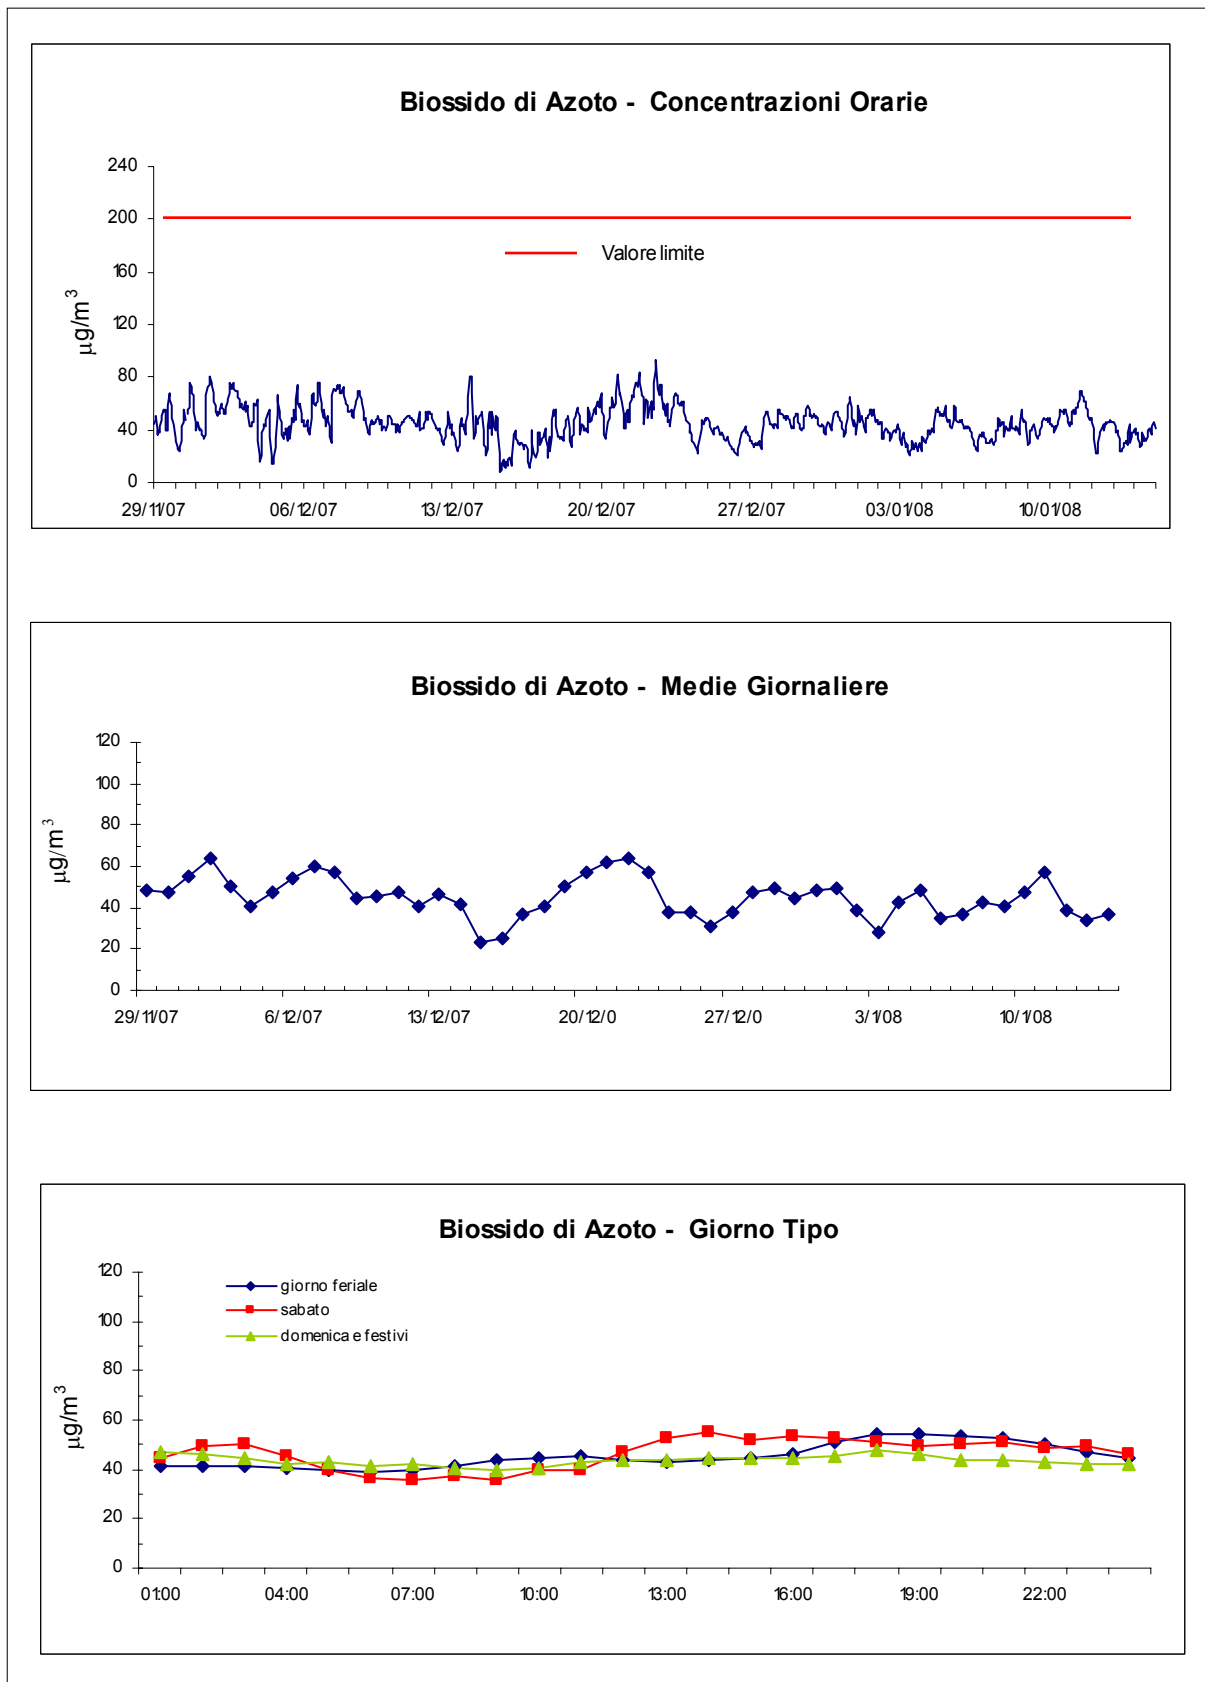 Biossido di Azoto - Concentrazioni Orarie
240
200
160
120
80
40
0
µg/m³
Valore limite
29/11/07 06/12/07 13/12/07 20/12/07 27/12/07 03/01/08 10/01/08
Biossido di Azoto - Medie Giornaliere
120
100
80
60
40
20
0
µg/m³
29/11/07 6/12/07 13/12/07 20/12/0 27/12/0 3/1/08 10/1/08
Biossido di Azoto - Giorno Tipo
120
100
80
60
40
20
0
µg/m³
giorno feriale
sabato
domenica e festivi
01:00 04:00 07:00 10:00 13:00 16:00 19:00 22:00